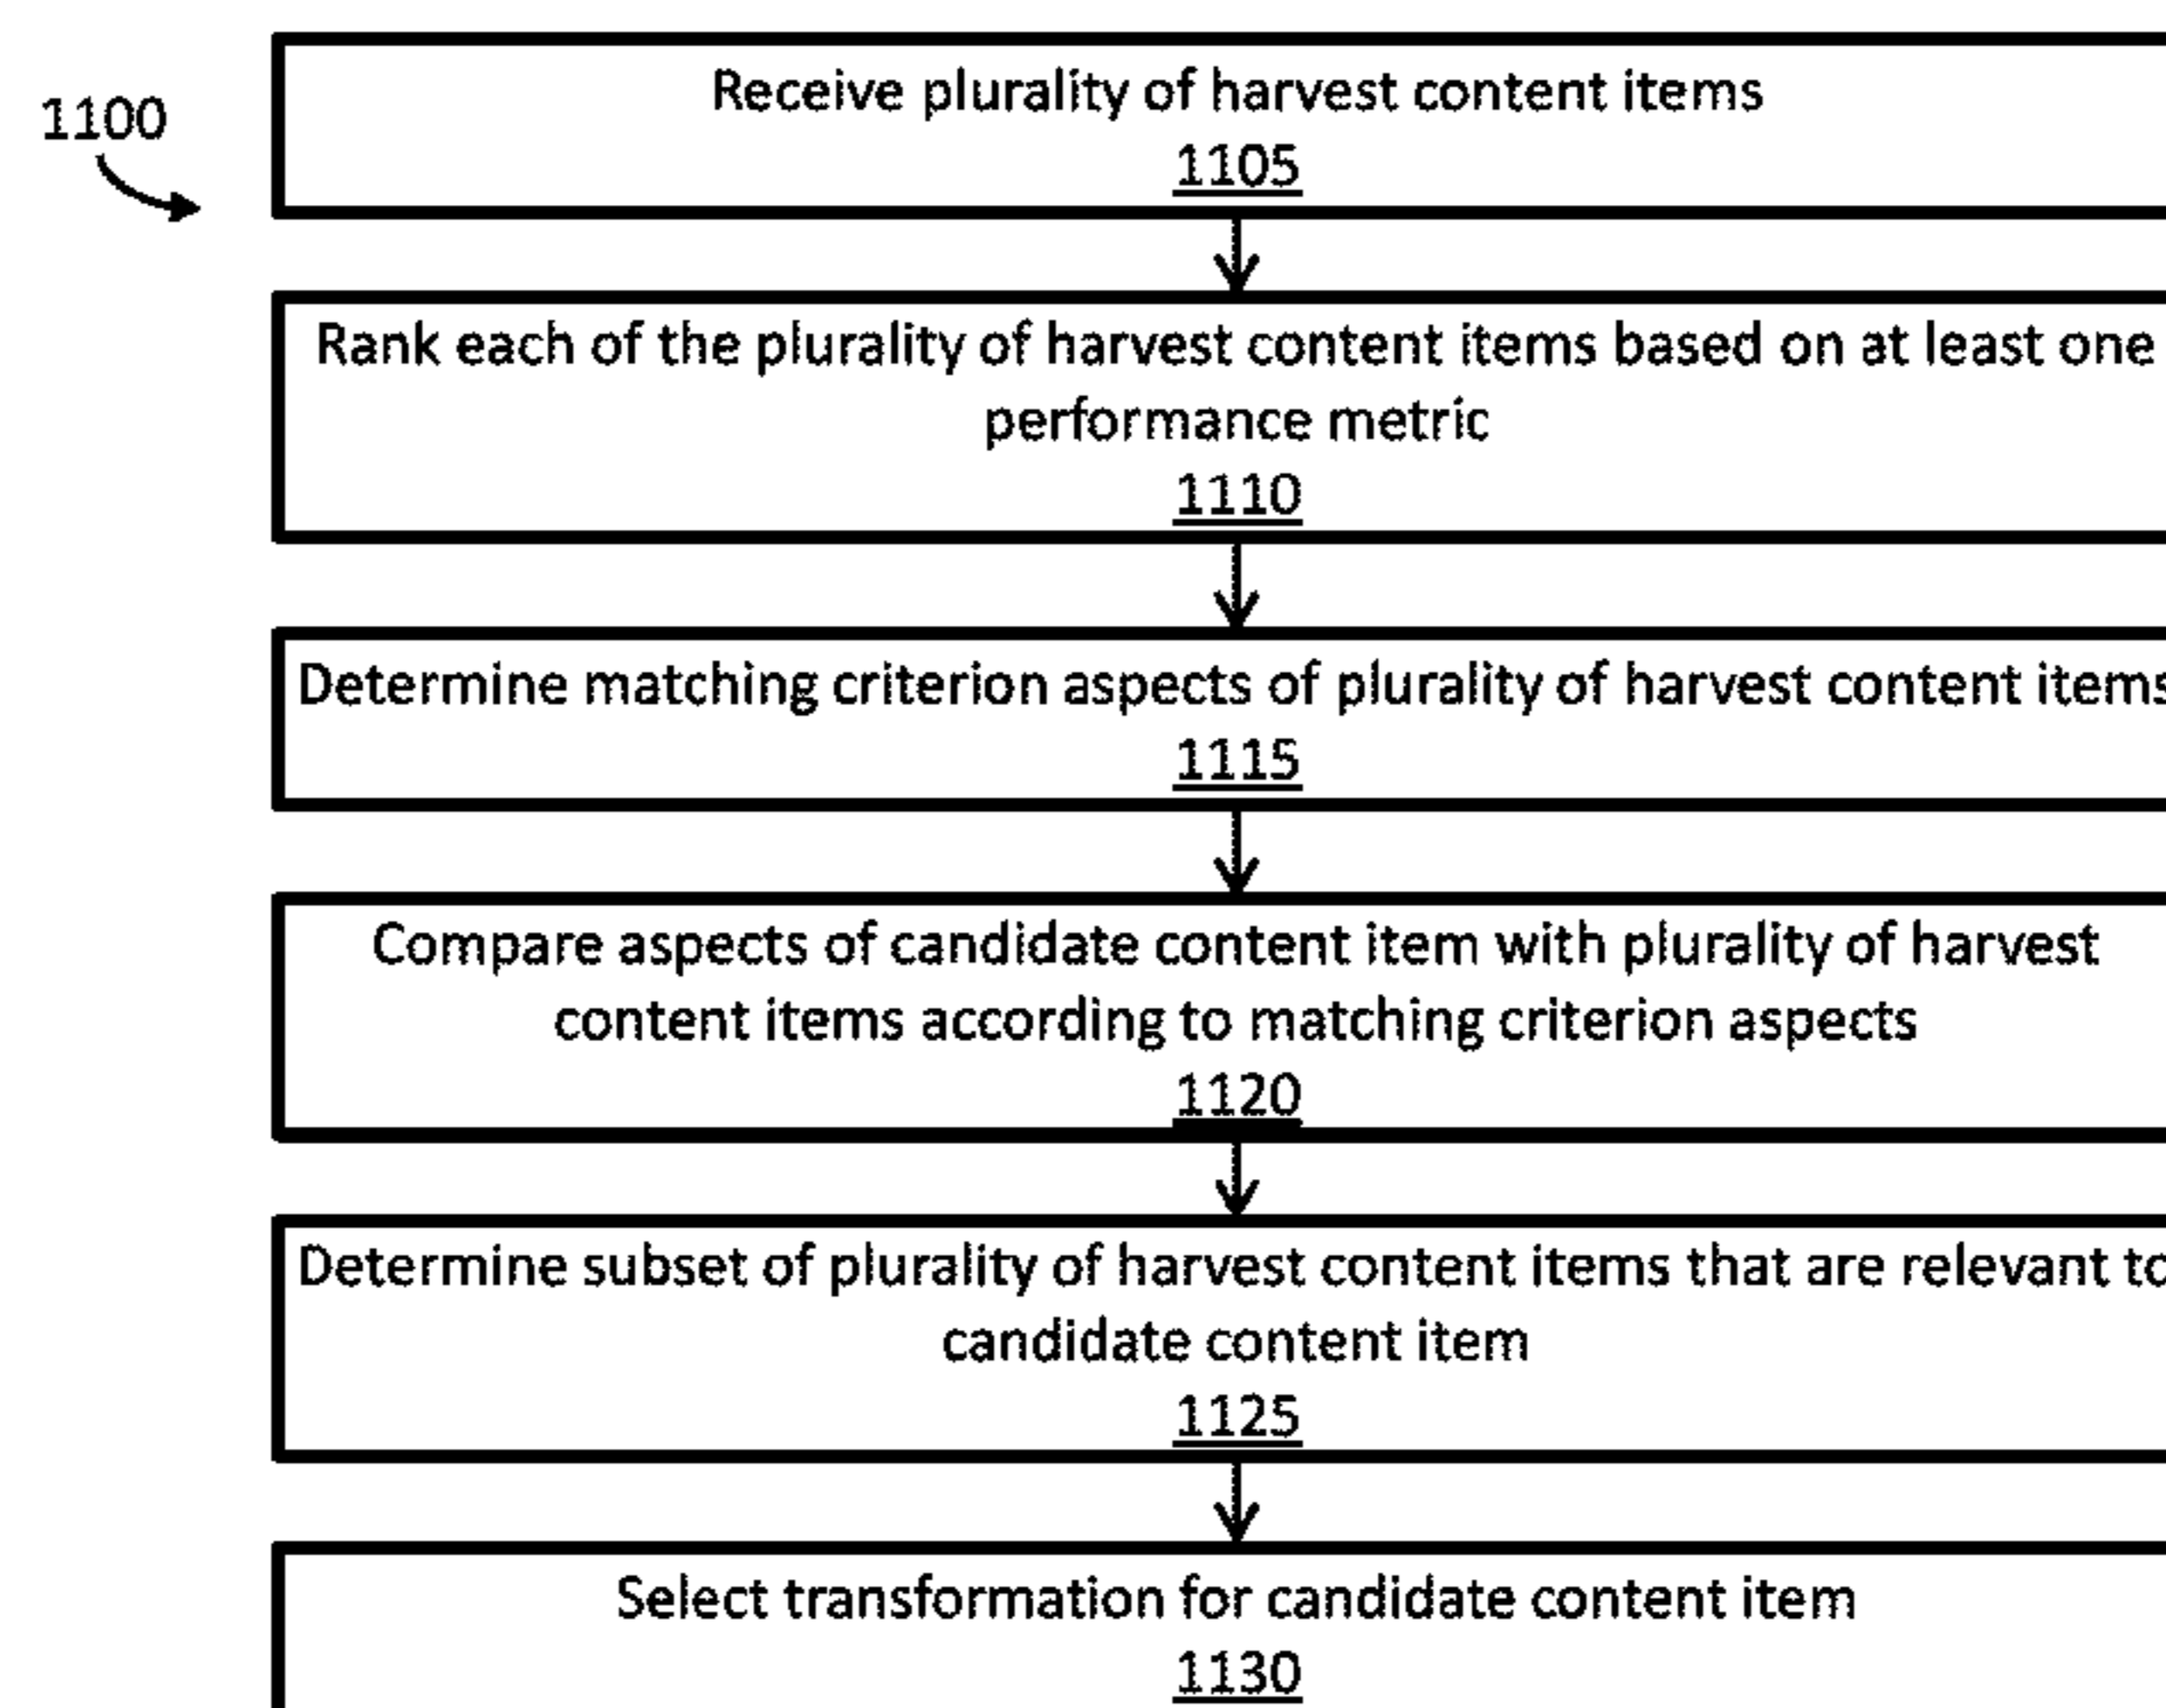 1100
Receive plurality of harvest content items
1105
Rank each of the plurality of harvest content items based on at least one
performance metric
1110
Determine matching criterion aspects of plurality of harvest content items
1115
Compare aspects of candidate content item with plurality of harvest
content items according to matching criterion aspects
1120
Determine subset of plurality of harvest content items that are relevant to
candidate content item
1125
Select transformation for candidate content item
1130